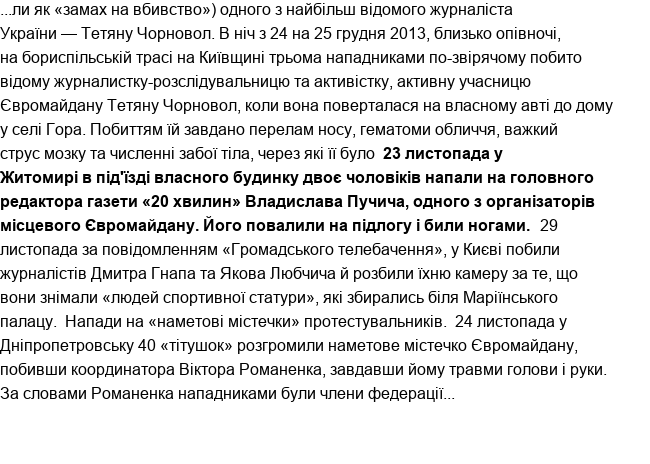 ...ли як «замах на вбивство») одного з найбільш відомого журналіста
України — Тетяну Чорновол. В ніч з 24 на 25 грудня 2013, близько опівночі,
на бориспільській трасі на Київщині трьома нападниками по-звірячому побито
відому журналистку-розслідувальницю та активістку, активну учасницю
Євромайдану Тетяну Чорновол, коли вона поверталася на власному авті до дому
у селі Гора. Побиттям їй завдано перелам носу, гематоми обличчя, важкий
струс мозку та численні забої тіла, через які її було 23 листопада у
Житомирі в під'їзді власного будинку двоє чоловіків напали на головного
редактора газети «20 хвилин» Владислава Пучича, одного з організаторів
місцевого Євромайдану. Його повалили на підлогу і били ногами. 29
листопада за повідомленням «Громадського телебачення», у Києві побили
журналістів Дмитра Гнапа та Якова Любчича й розбили їхню камеру за те, що
вони знімали «людей спортивної статури», які збирались біля Маріїнського
палацу. Напади на «наметові містечки» протестувальників. 24 листопада у
Дніпропетровську 40 «тітушок» розгромили наметове містечко Євромайдану,
побивши координатора Віктора Романенка, завдавши йому травми голови і руки.
За словами Романенка нападниками були члени федерації...